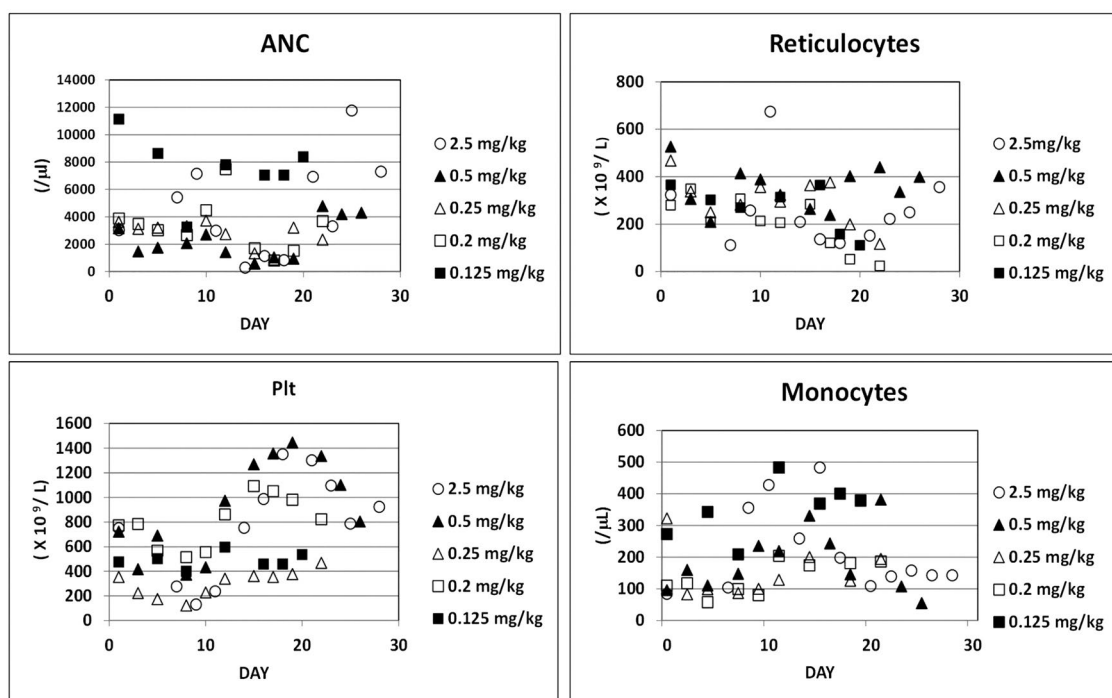 ANC
14000
12000
10000
8000
6000
4000
2000
0
(/µl)
0 10 20 30
DAY
2.5 mg/kg
0.5 mg/kg
0.25 mg/kg
0.2 mg/kg
0.125 mg/kg
Reticulocytes
800
600
400
200
0
( X 10 9/ L)
0 10 20 30
DAY
2.5mg/kg
0.5 mg/kg
0.25 mg/kg
0.2 mg/kg
0.125 mg/kg
Plt
1600
1400
1200
1000
800
600
400
200
0
( X 10 9/ L)
0 10 20 30
DAY
2.5 mg/kg
0.5 mg/kg
0.25 mg/kg
0.2 mg/kg
0.125 mg/kg
Monocytes
600
500
400
300
200
100
0
(/µL)
0 10 20 30
DAY
2.5 mg/kg
0.5 mg/kg
0.25 mg/kg
0.2 mg/kg
0.125 mg/kg